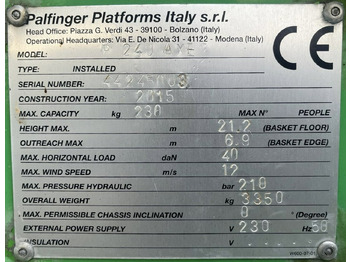 Palfinger Platforms Italy s.r.l.
Head Office: Piazza G. Verdi 43 - 39100 - Bolzano (Italy)
Operational Headquarters: Via E. De Nicola 31 - 41122 - Modena (Italy)
CE
MODEL: P 240 AXE
TYPE: INSTALLED
SERIAL NUMBER:
CONSTRUCTION YEAR: 2015
MAX. CAPACITY kg 230 MAX N° PEOPLE
HEIGHT MAX. m 21.2 (BASKET FLOOR)
OUTREACH MAX m 6.9 (BASKET EDGE)
MAX. HORIZONTAL LOAD daN 40
MAX. WIND SPEED m/s 12
MAX. PRESSURE HYDRAULIC bar 210
OVERALL WEIGHT kg 3350
MAX. PERMISSIBLE CHASSIS INCLINATION 0 (Degree)
EXTERNAL POWER SUPPLY V 230 Hz 50
INSULATION V